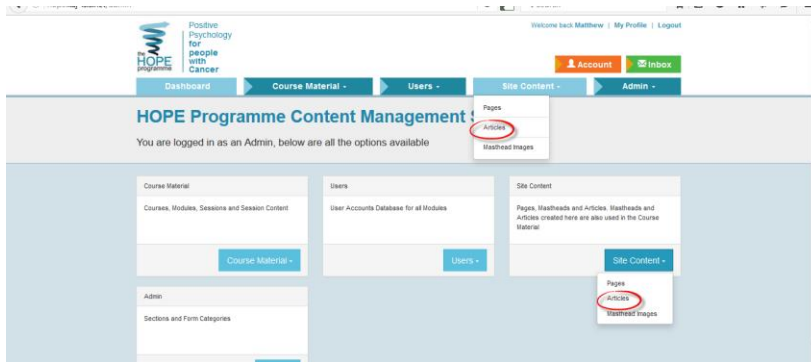 Positive
Psychology
for
people
with
Cancer
the
HOPE
programme
Welcome back Matthew | My Profile | Logout
Account
Inbox
Dashboard
Course Material
Users
Site Content
Admin
Pages
Articles
Masthead Images
HOPE Programme Content Management S
You are logged in as an Admin, below are all the options available
Course Material
Courses, Modules, Sessions and Session Content
Course Material
Users
User Accounts Database for all Modules
Users
Site Content
Pages, Mastheads and Articles. Mastheads and
Articles created here are also used in the Course
Material
Site Content
Pages
Articles
Masthead Images
Admin
Sections and Form Categories